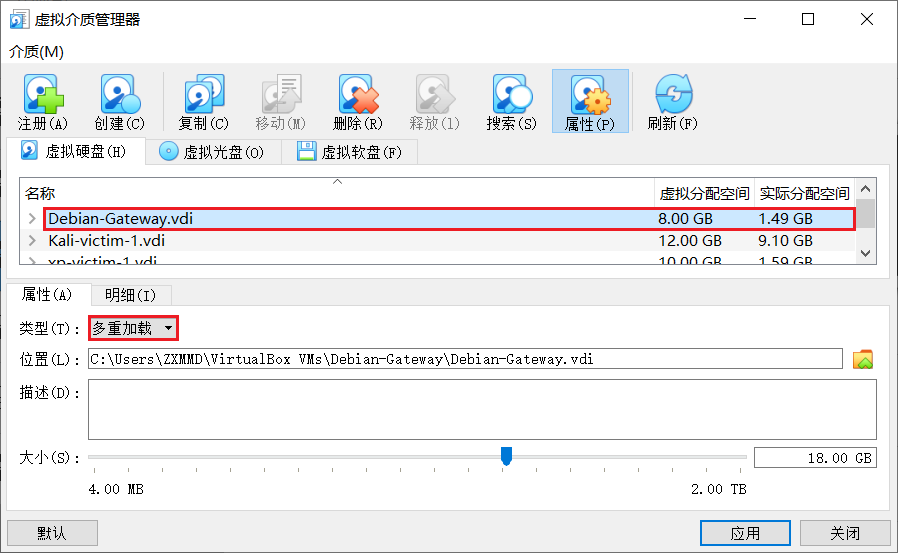 虚拟介质管理器
介质(M)
注册(A) 创建(C) 复制(C) 移动(M) 删除(R) 释放(l) 搜索(S) 属性(P) 刷新(F)
虚拟硬盘(H) 虚拟光盘(O) 虚拟软盘(F)
名称 虚拟分配空间 实际分配空间
Debian-Gateway.vdi 8.00 GB 1.49 GB
Kali-victim-1.vdi 12.00 GB 9.10 GB
xp-victim-1.vdi 10.00 GB 1.59 GB
属性(A) 明细(I)
类型(T): 多重加载
位置(L): C:\Users\ZXMMD\VirtualBox VMs\Debian-Gateway\Debian-Gateway.vdi
描述(D):
大小(S): 18.00 GB
4.00 MB 2.00 TB
默认 应用 关闭